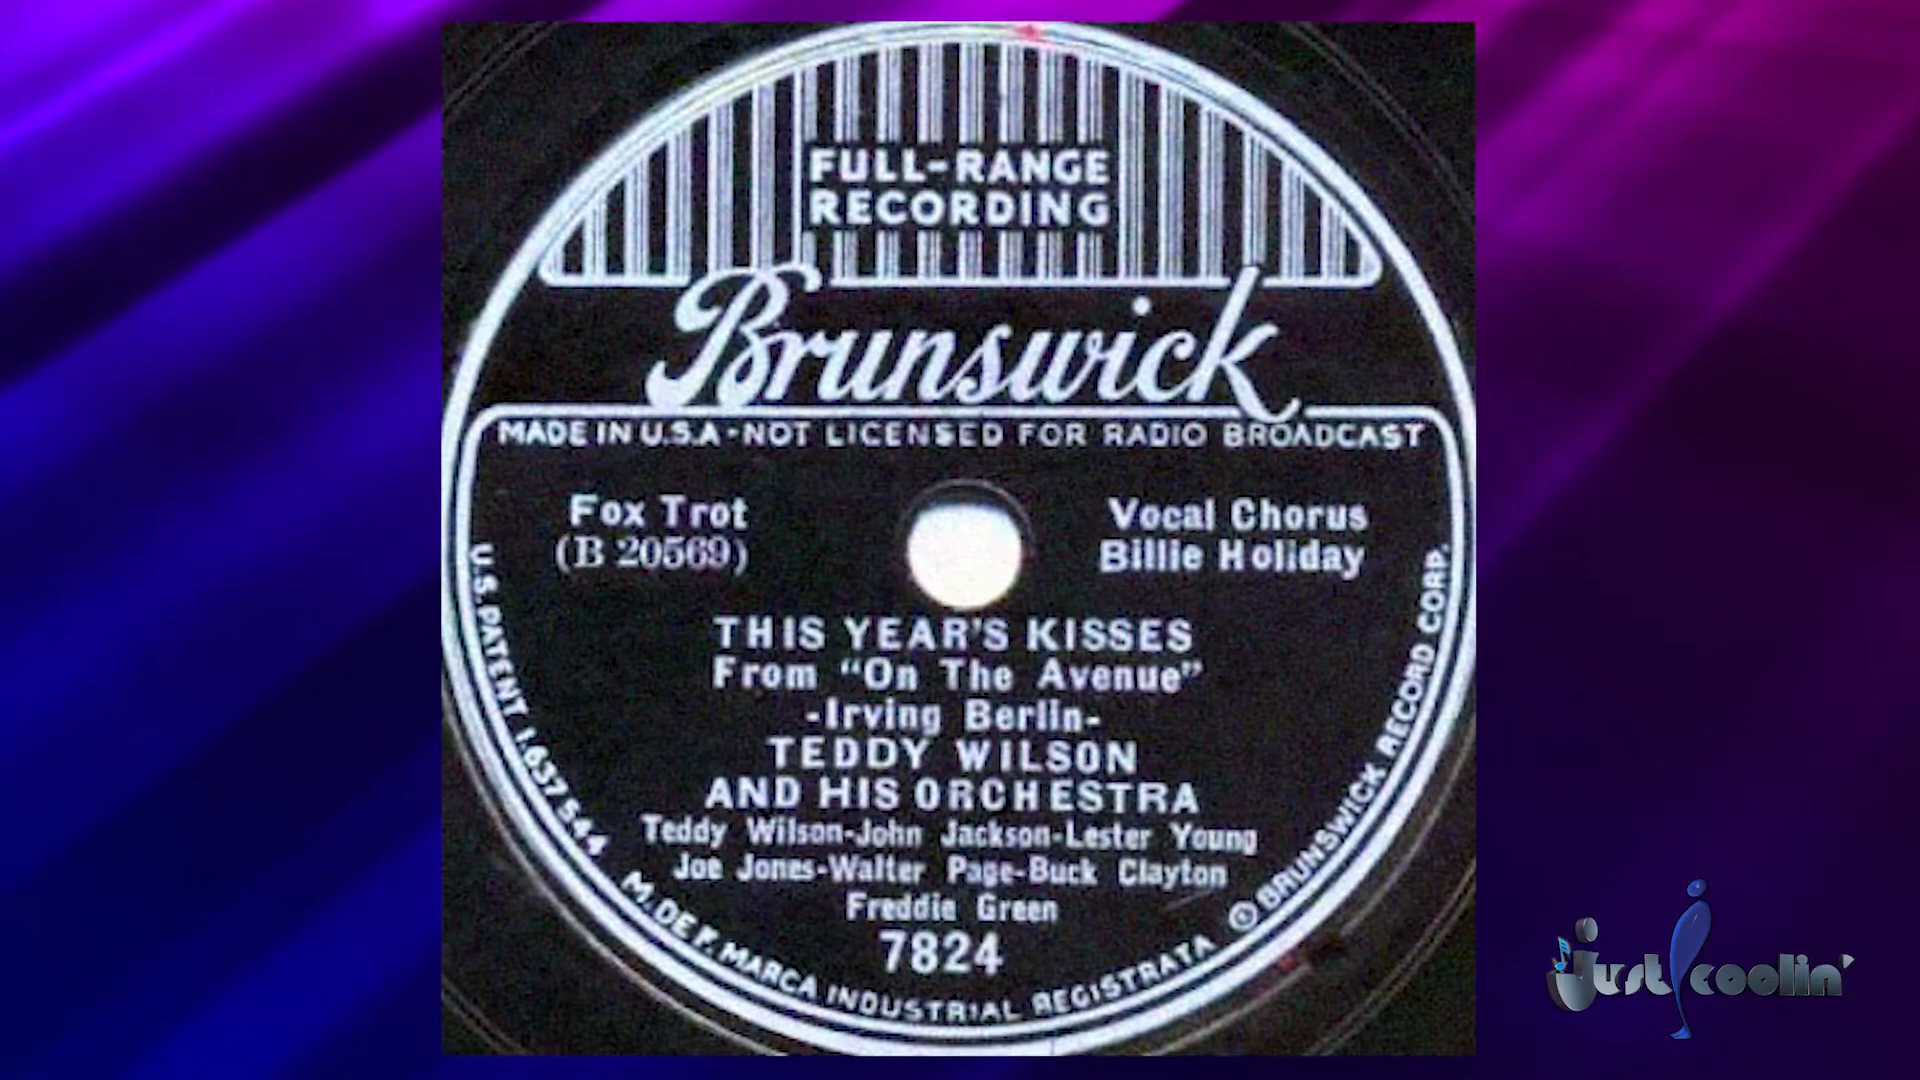 FULL-RANGE
RECORDING
Brunswick
MADE IN U.S.A-NOT LICENSED FOR RADIO BROADCAST
Fox Trot
(B 20569)
Vocal Chorus
Billie Holiday
THIS YEAR'S KISSES
From “On The Avenue”
-Irving Berlin-
TEDDY WILSON
AND HIS ORCHESTRA
Teddy Wilson-John Jackson-Lester Young
Joe Jones-Walter Page-Buck Clayton
Freddie Green
7824
U.S. PATENT 1.637 544 M. DE F. MARCA INDUSTRIAL REGISTRATA © BRUNSWICK RECORD CORP.
just coolin'